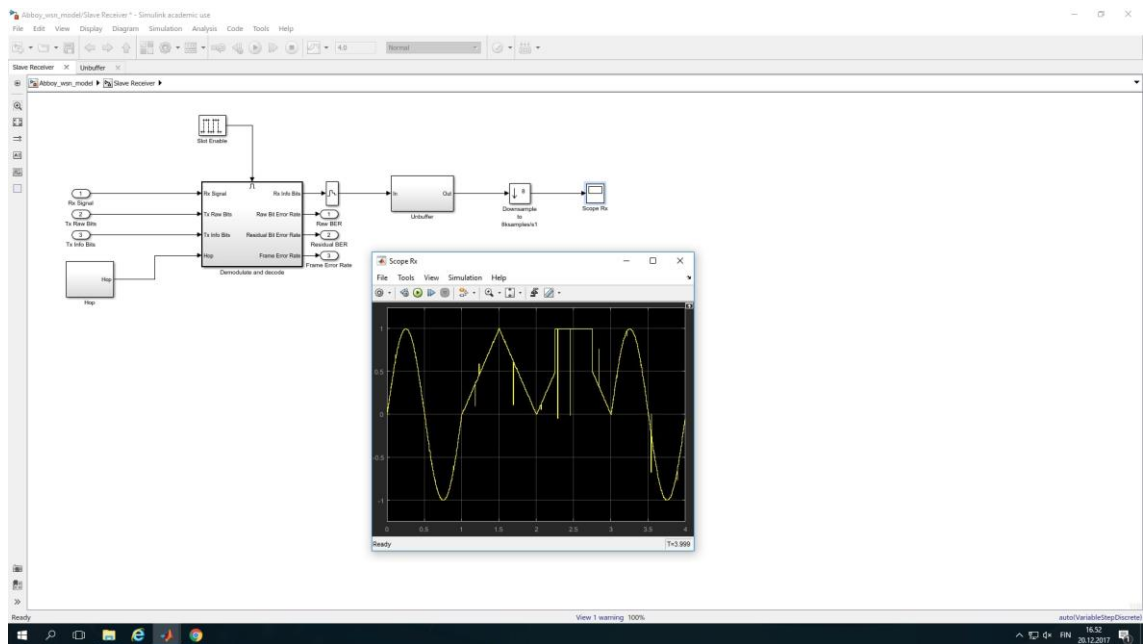 Abboy_wsn_model/Slave Receiver * - Simulink academic use
File Edit View Display Diagram Simulation Analysis Code Tools Help
4.0 Normal
Slave Receiver Unbuffer
Abboy_wsn_model Slave Receiver
Slot Enable
1
Rx Signal
2
Tx Raw Bits
3
Tx Info Bits
Hop
Hop
Rx Signal Rx Info Bits
Tx Raw Bits Raw Bit Error Rate
Tx Info Bits Residual Bit Error Rate
Hop Frame Error Rate
Demodulate and decode
1
Raw BER
2
Residual BER
3
Frame Error Rate
In Out
Unbuffer
8
Downsample
to
8ksamples/s1
Scope Rx
Scope Rx
File Tools View Simulation Help
1
0.5
0
-0.5
-1
0 0.5 1 1.5 2 2.5 3 3.5 4
Ready T=3.999
Ready View 1 warning 100% auto(VariableStepDiscrete)
FIN 16.52
20.12.2017